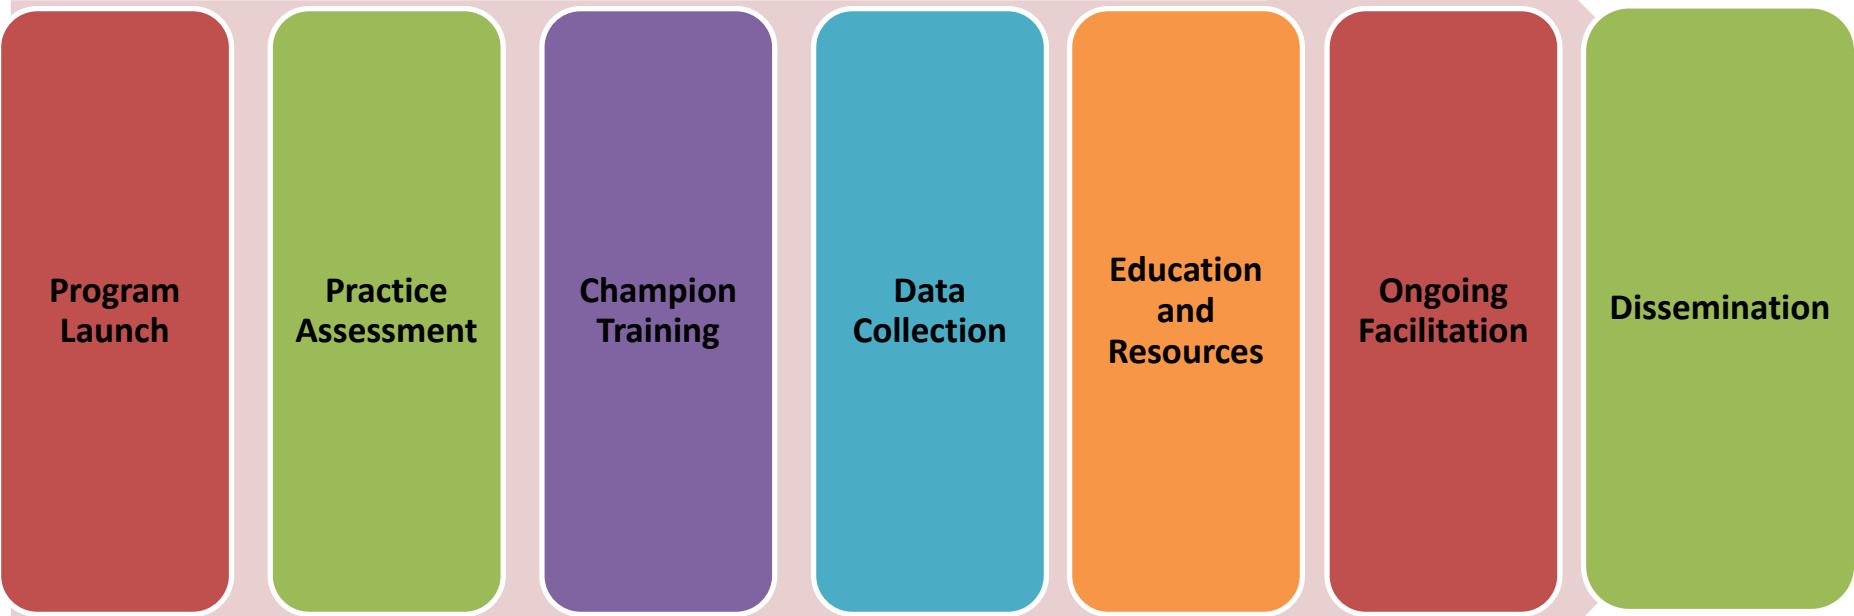 Program
Launch
Practice
Assessment
Champion
Training
Data
Collection
Education
and
Resources
Ongoing
Facilitation
Dissemination